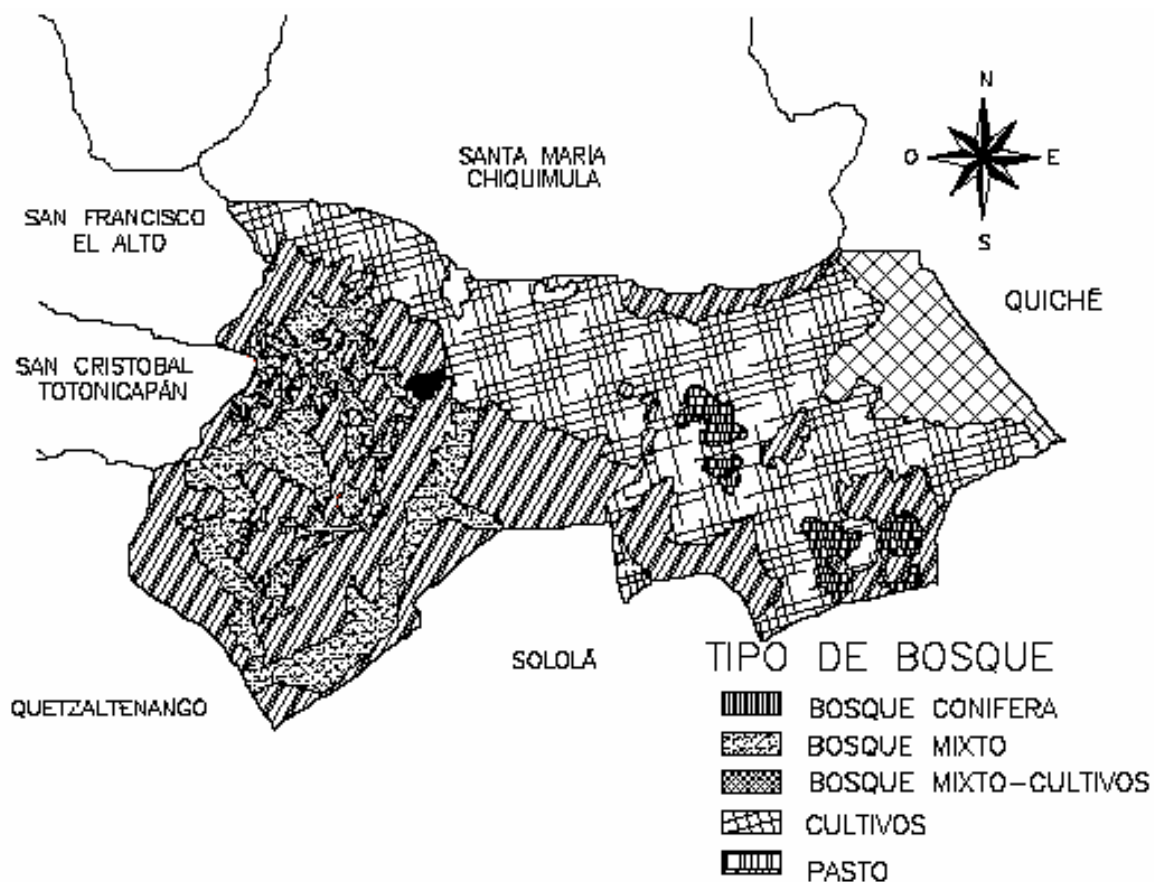 N
SANTA MARÍA
CHIQUIMULA
O
E
SAN FRANCISCO
EL ALTO
S
QUICHÉ
SAN CRISTOBAL
TOTONICAPÁN
SOLOLÁ
TIPO DE BOSQUE
QUETZALTENANGO
BOSQUE CONIFERA
BOSQUE MIXTO
BOSQUE MIXTO-CULTIVOS
CULTIVOS
PASTO